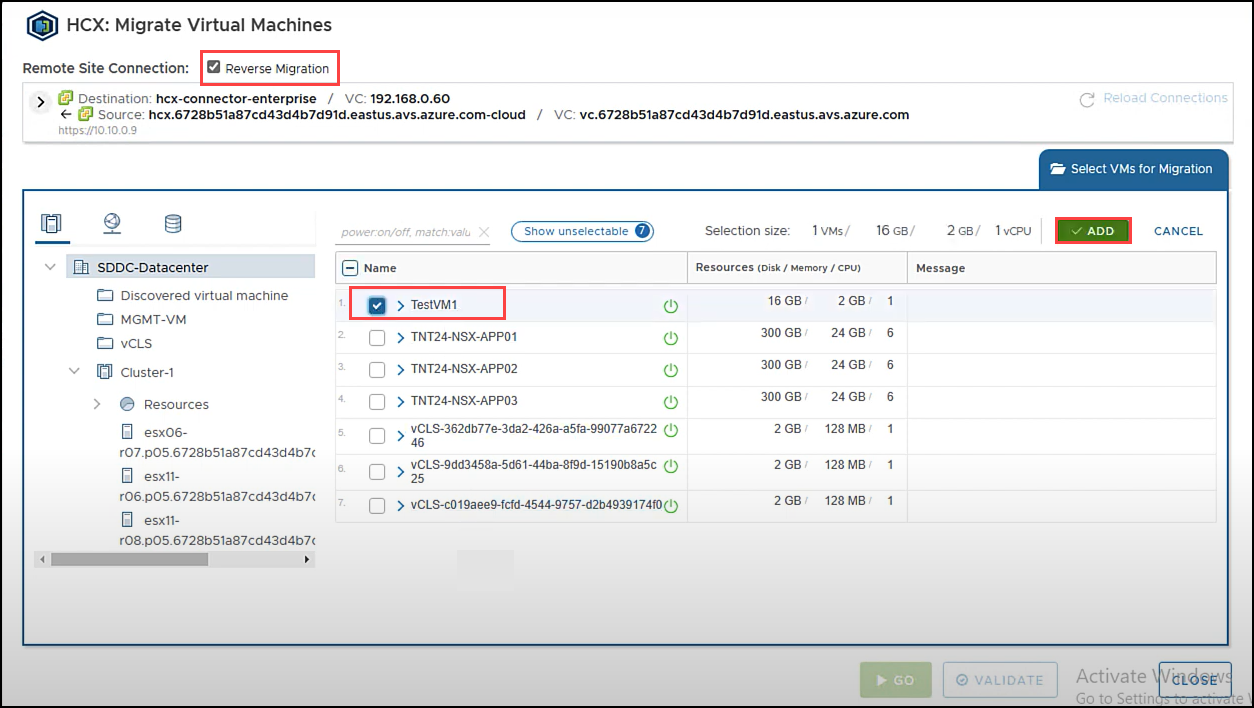 HCX: Migrate Virtual Machines
Remote Site Connection: Reverse Migration
Destination: hcx-connector-enterprise / VC: 192.168.0.60
Reload Connections
Source: hcx.6728b51a87cd43d4b7d91d.eastus.avs.azure.com-cloud / VC: vc.6728b51a87cd43d4b7d91d.eastus.avs.azure.com
https://10.10.0.9
Select VMs for Migration
power:on/off, match:valu
Show unselectable 7
Selection size: 1 VMs / 16 GB / 2 GB / 1 vCPU
ADD
CANCEL
SDDC-Datacenter
Discovered virtual machine
MGMT-VM
vCLS
Cluster-1
Resources
esx06-
r07.p05.6728b51a87cd43d4b7c
esx11-
r06.p05.6728b51a87cd43d4b7c
esx11-
r08.p05.6728b51a87cd43d4b7c
Name Resources (Disk / Memory / CPU) Message
1. TestVM1 16 GB / 2 GB / 1
2. TNT24-NSX-APP01 300 GB / 24 GB / 6
3. TNT24-NSX-APP02 300 GB / 24 GB / 6
4. TNT24-NSX-APP03 300 GB / 24 GB / 6
5. vCLS-362db77e-3da2-426a-a5fa-99077a6722 2 GB / 128 MB / 1
46
6. vCLS-9dd3458a-5d61-44ba-8f9d-15190b8a5c 2 GB / 128 MB / 1
25
7. vCLS-c019aee9-fcfd-4544-9757-d2b4939174f0 2 GB / 128 MB / 1
GO
VALIDATE
CLOSE
Activate Windows
Go to Settings to activate W